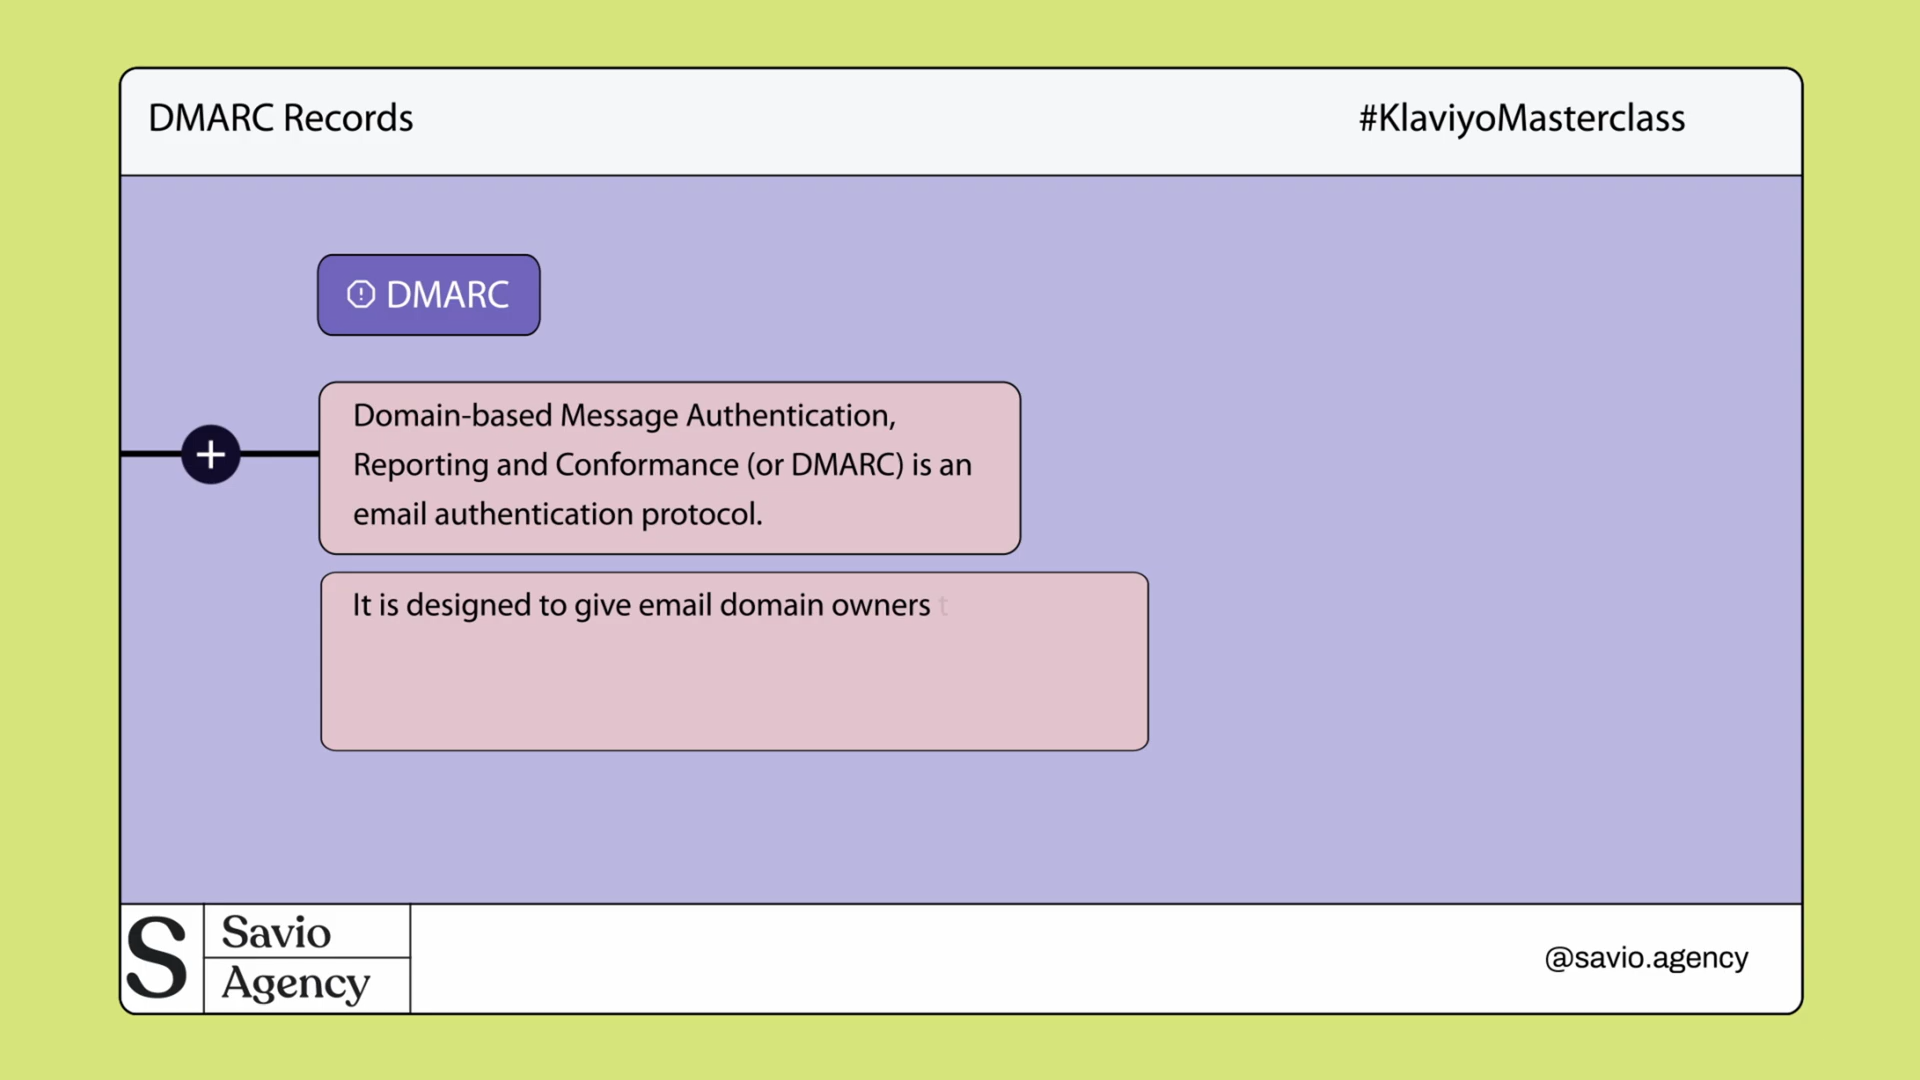 DMARC Records
#KlaviyoMasterclass
DMARC
Domain-based Message Authentication,
Reporting and Conformance (or DMARC) is an
email authentication protocol.
It is designed to give email domain owners t
S
Savio
Agency
@savio.agency